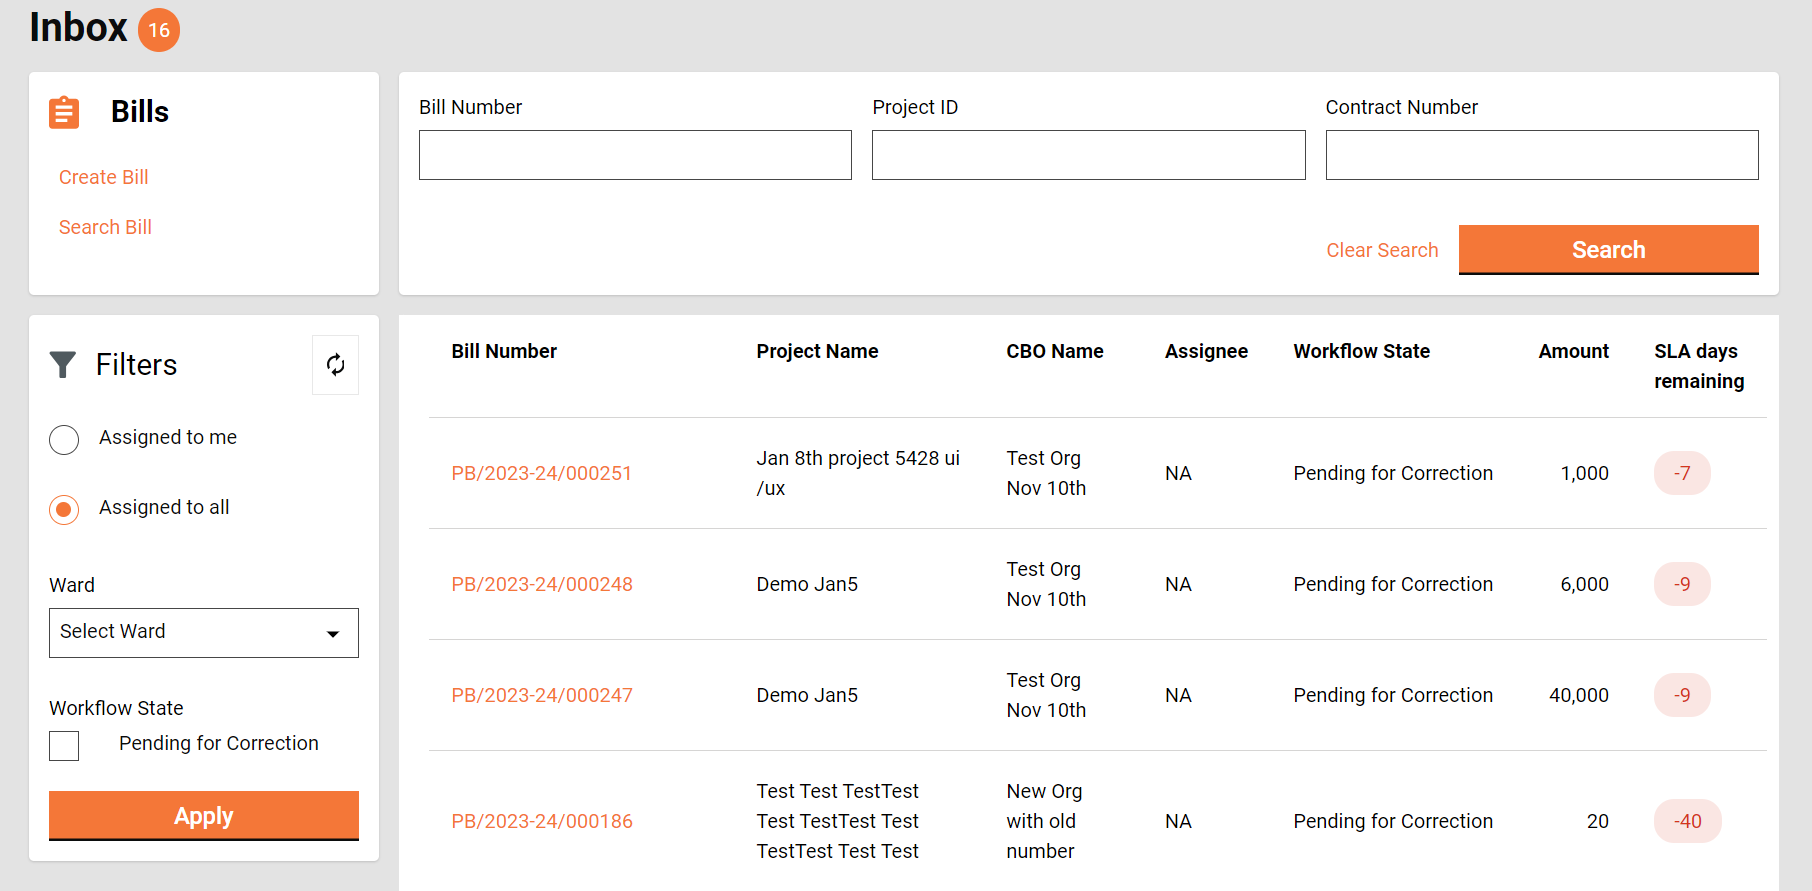 Inbox 16
Bills
Create Bill
Search Bill
Bill Number Project ID Contract Number
Clear Search Search
Filters
Assigned to me
Assigned to all
Ward
Select Ward
Workflow State
Pending for Correction
Apply
Bill Number Project Name CBO Name Assignee Workflow State Amount SLA days
remaining
PB/2023-24/000251 Jan 8th project 5428 ui
/ux Test Org
Nov 10th NA Pending for Correction 1,000 -7
PB/2023-24/000248 Demo Jan5 Test Org
Nov 10th NA Pending for Correction 6,000 -9
PB/2023-24/000247 Demo Jan5 Test Org
Nov 10th NA Pending for Correction 40,000 -9
PB/2023-24/000186 Test Test TestTest
Test TestTest Test
TestTest Test Test New Org
with old
number NA Pending for Correction 20 -40